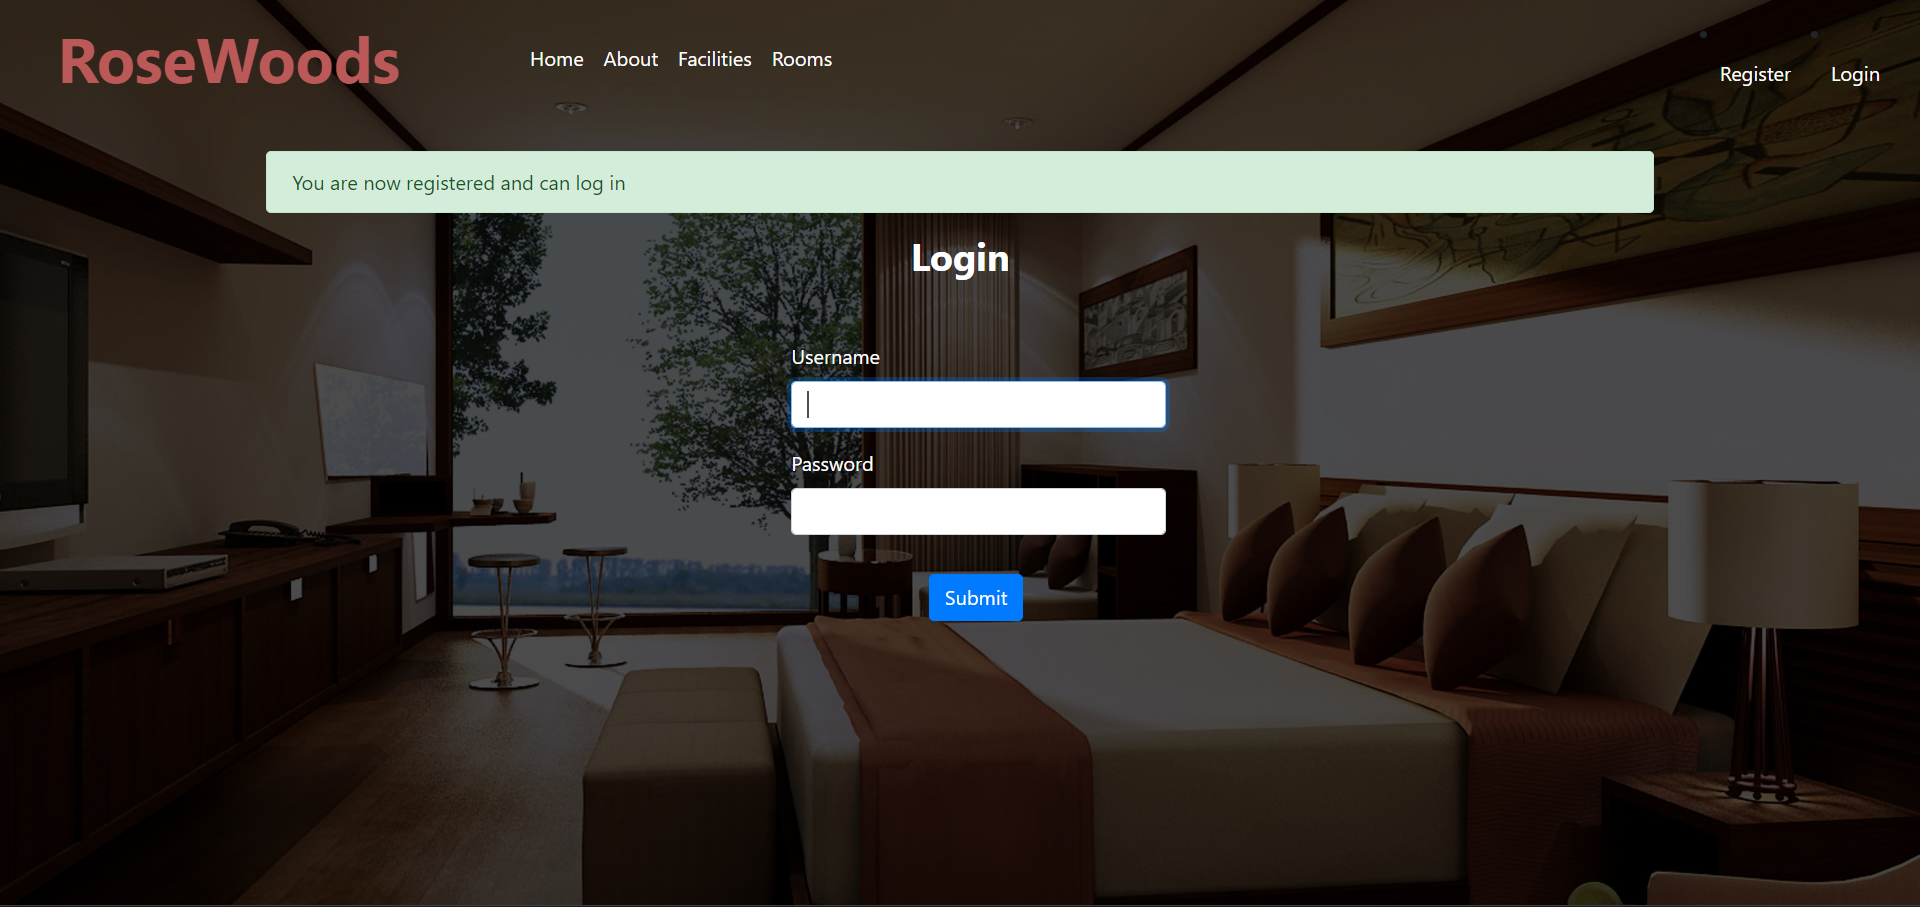 RoseWoods
Home About Facilities Rooms
Register Login
You are now registered and can log in
Login
Username
Password
Submit